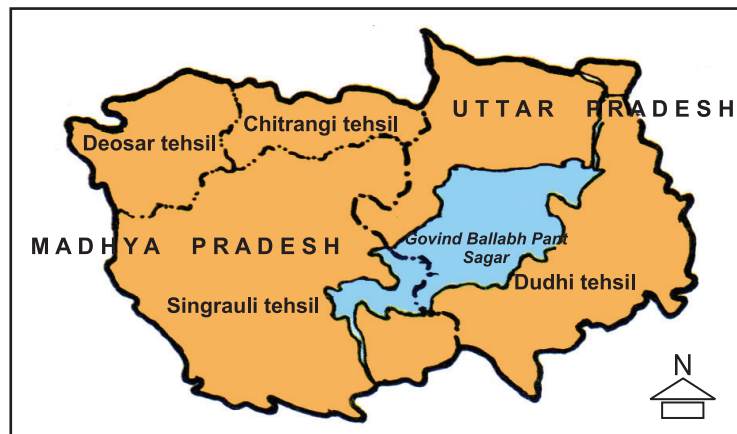 UTTAR PRADESH
Chitrangi tehsil
Deosar tehsil
MADHYA PRADESH
Govind Ballabh Pant
Sagar
Singrauli tehsil
Dudhi tehsil
N